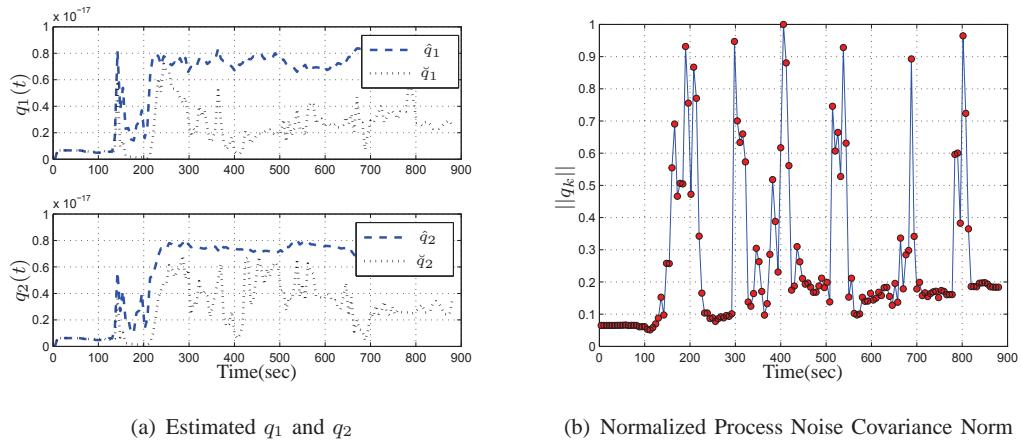 x 10⁻¹⁷
1
0.8
0.6
0.4
0.2
0
q₁(t)
q̂₁
q̆₁
0 100 200 300 400 500 600 700 800 900
x 10⁻¹⁷
1
0.8
0.6
0.4
0.2
0
q₂(t)
q̂₂
q̆₂
0 100 200 300 400 500 600 700 800 900
Time(sec)
(a) Estimated q₁ and q₂
1
0.9
0.8
0.7
0.6
0.5
0.4
0.3
0.2
0.1
0
||qₖ||
0 100 200 300 400 500 600 700 800 900
Time(sec)
(b) Normalized Process Noise Covariance Norm